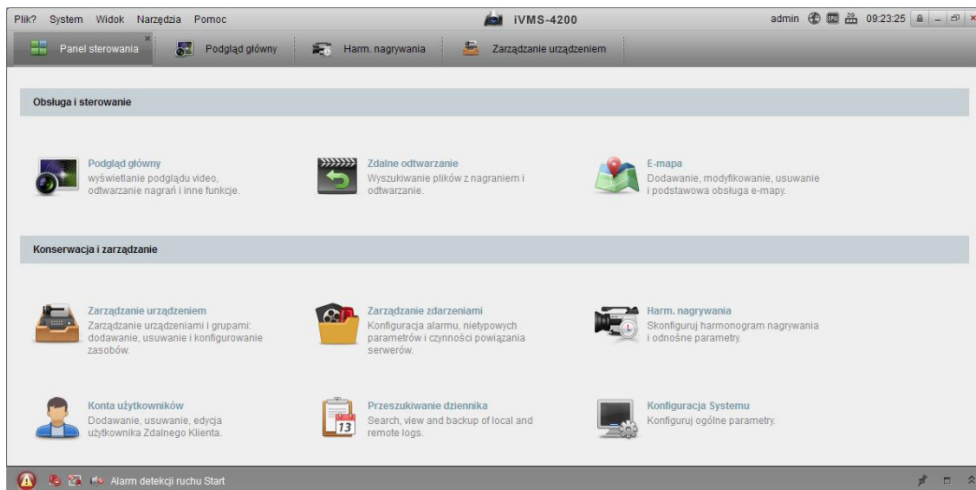 Plik? System Widok Narzędzia Pomoc iVMS-4200 admin 09:23:25
Panel sterowania Podgląd główny Harm. nagrywania Zarządzanie urządzeniem
Obsługa i sterowanie
Podgląd główny
wyświetlanie podglądu video,
odtwarzanie nagrań i inne funkcje.
Zdalne odtwarzanie
Wyszukiwanie plików z nagraniem i
odtwarzanie.
E-mapa
Dodawanie, modyfikowanie, usuwanie
i podstawowa obsługa e-mapy.
Konserwacja i zarządzanie
Zarządzanie urządzeniem
Zarządzanie urządzeniami i grupami:
dodawanie, usuwanie i konfigurowanie
zasobów.
Zarządzanie zdarzeniami
Konfiguracja alarmu, nietypowych
parametrów i czynności powiązania
serwerów.
Harm. nagrywania
Skonfiguruj harmonogram nagrywania
i odnośne parametry.
Konta użytkowników
Dodawanie, usuwanie, edycja
użytkownika Zdalnego Klienta.
13
Przeszukiwanie dziennika
Search, view and backup of local and
remote logs.
Konfiguracja Systemu
Konfiguruj ogólne parametry.
Alarm detekcji ruchu Start